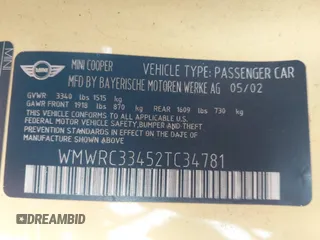 MINI
MINI COOPER
VEHICLE TYPE: PASSENGER CAR
MFD BY BAYERISCHE MOTOREN WERKE AG 05/02
GVWR 3340 lbs 1515 kg
GAWR FRONT 1918 lbs 870 kg REAR 1609 lbs 730 kg
THIS VEHICLE CONFORMS TO ALL APPLICABLE U.S. FEDERAL
MOTOR VEHICLE SAFETY, BUMPER AND THEFT PREVENTION
STANDARDS IN EFFECT ON THE DATE OF
MANUFACTURE SHOWN ABOVE.
WMWRC33452TC34781
DREAMBID